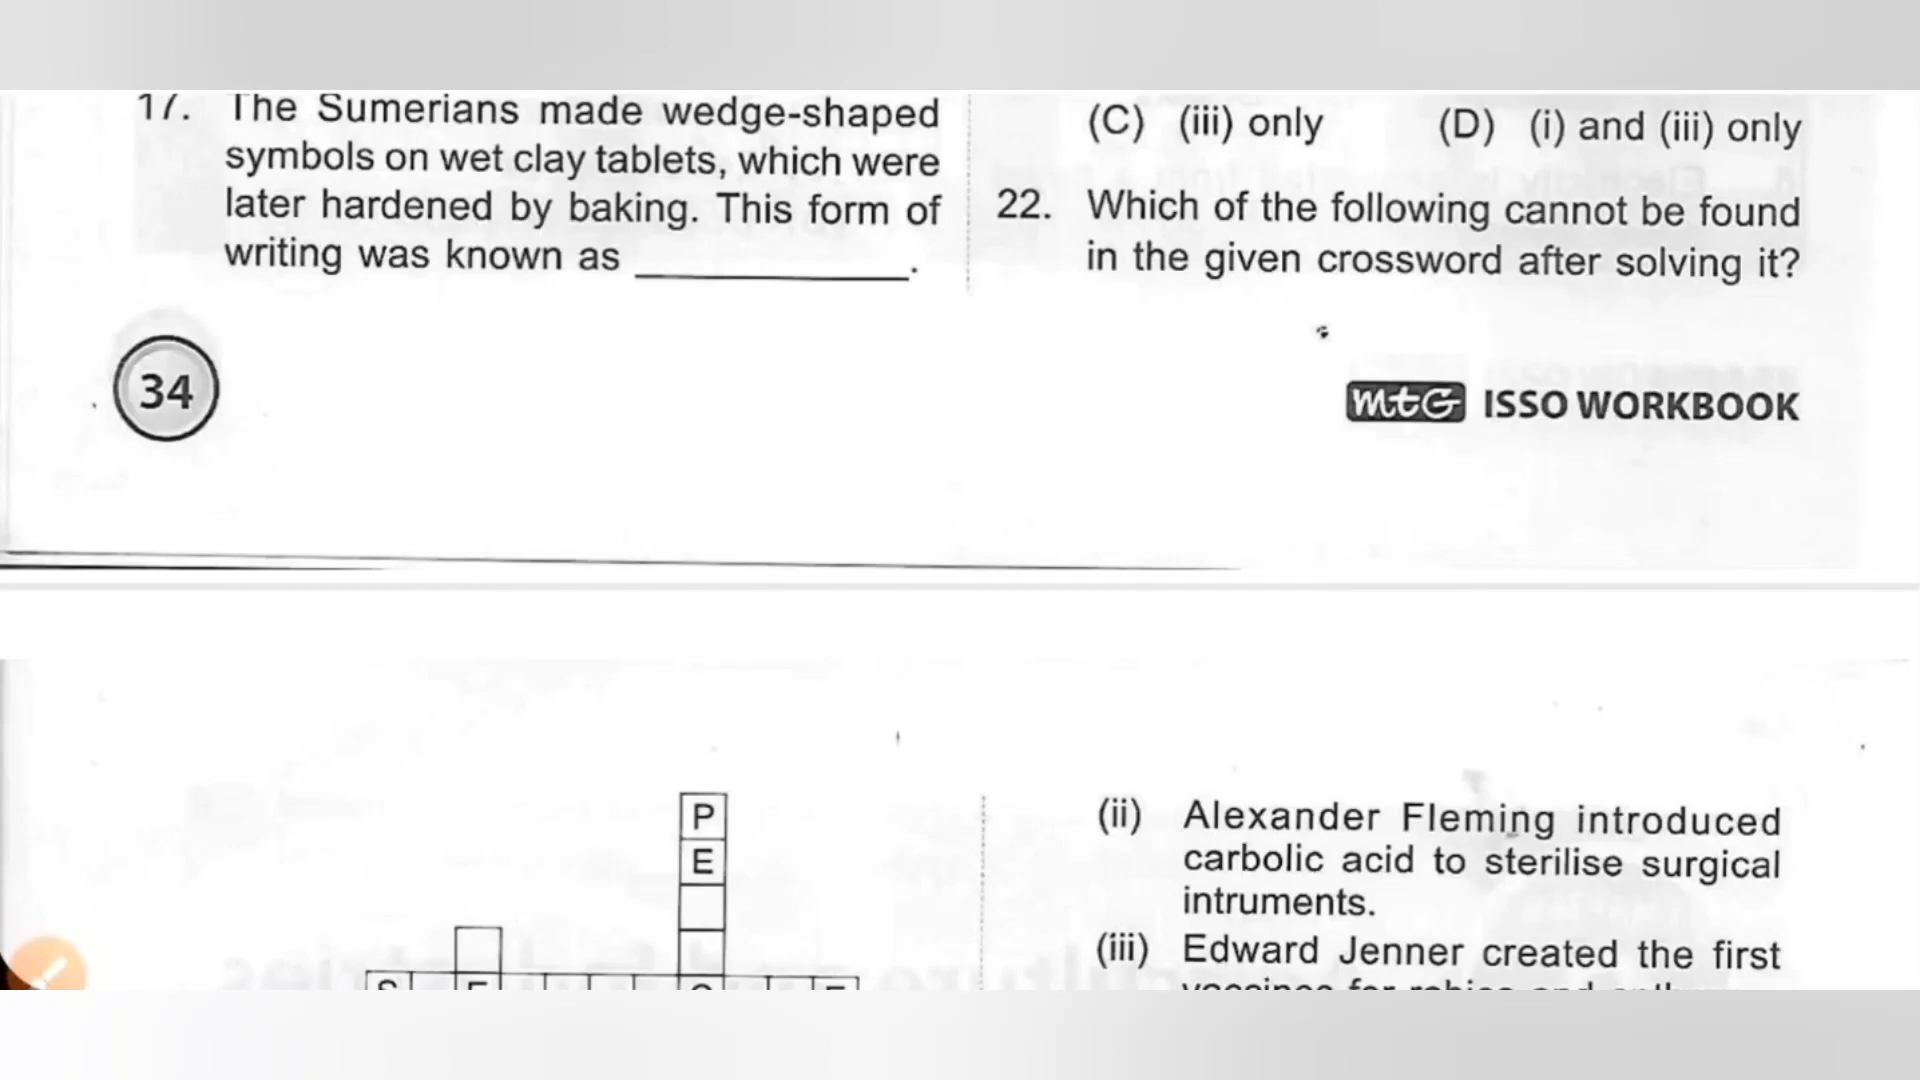 17. The Sumerians made wedge-shaped
symbols on wet clay tablets, which were
later hardened by baking. This form of
writing was known as ____________.
34
(C) (iii) only (D) (i) and (iii) only
22. Which of the following cannot be found
in the given crossword after solving it?
mtG ISSO WORKBOOK
P
E
(ii) Alexander Fleming introduced
carbolic acid to sterilise surgical
intruments.
(iii) Edward Jenner created the first